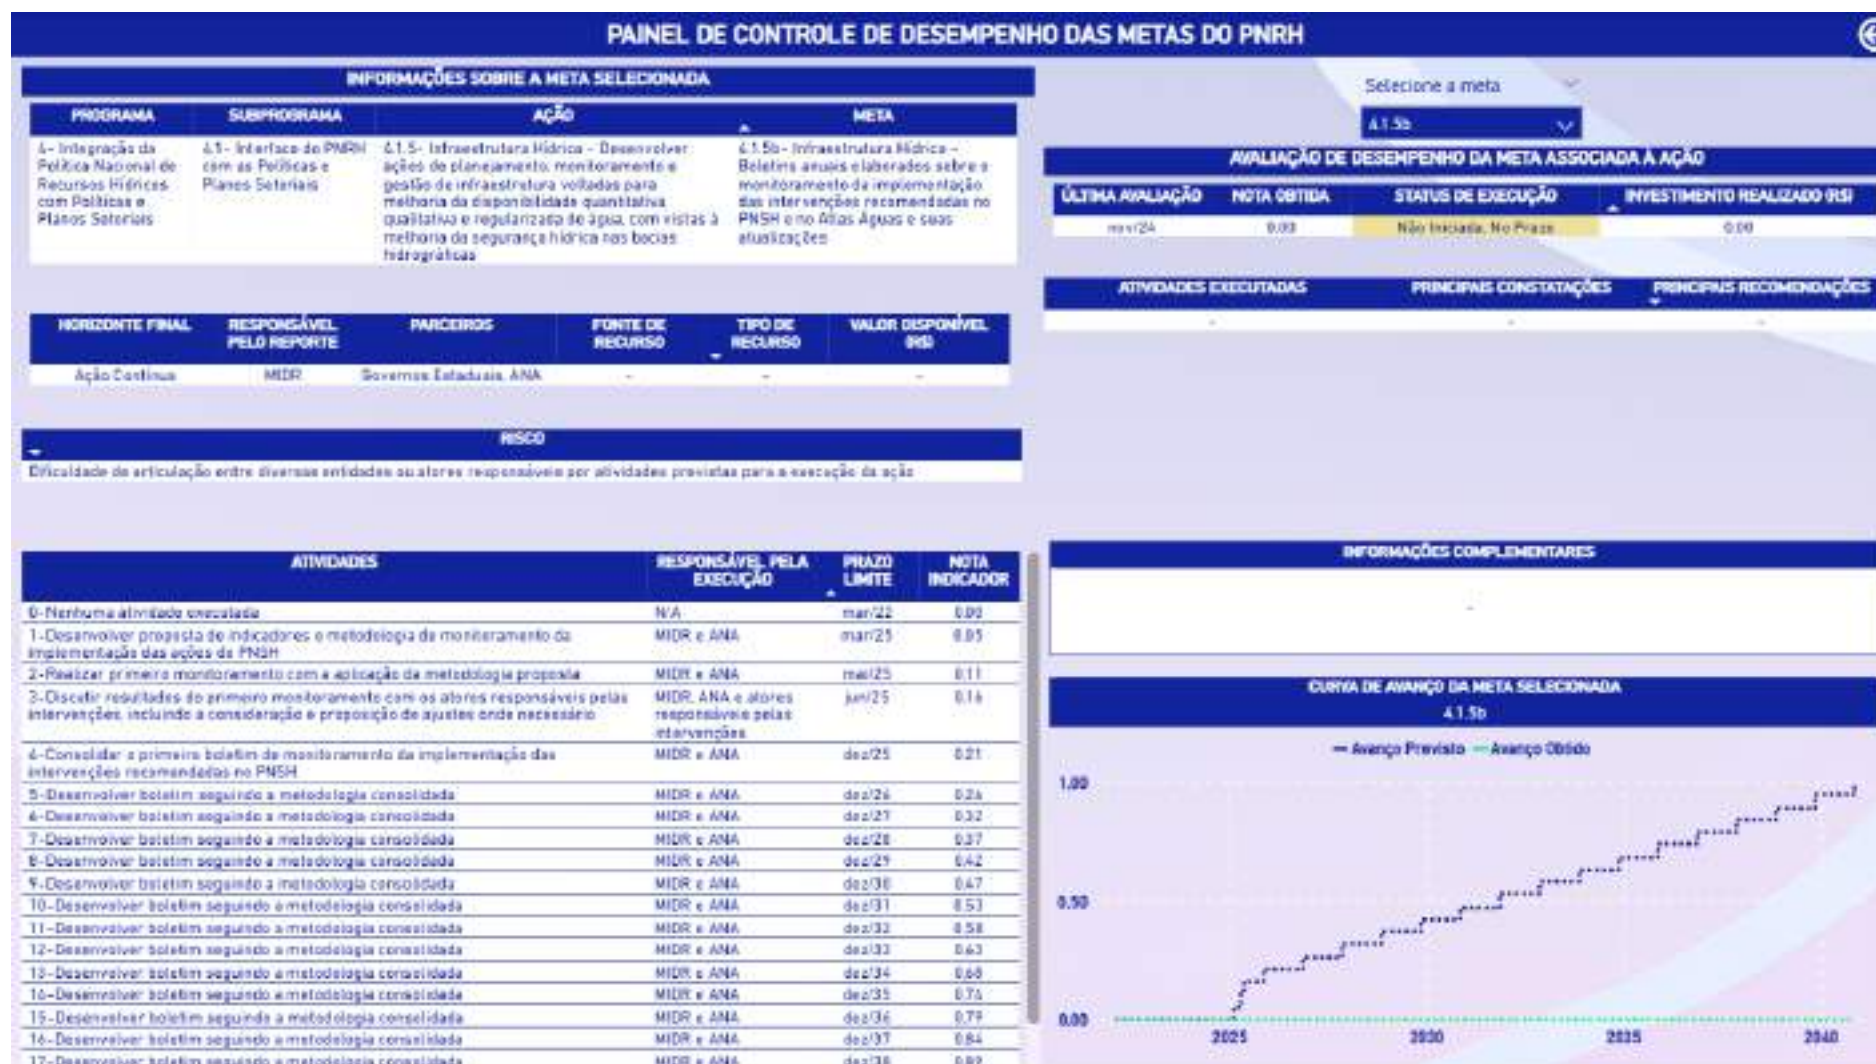 PAINEL DE CONTROLE DE DESEMPENHO DAS METAS DO PNRH
INFORMAÇÕES SOBRE A META SELECIONADA
PROGRAMA SUBPROGRAMA AÇÃO META
4- Integração da Política Nacional de Recursos Hídricos com Políticas e Planos Setoriais
4.1- Interface do PNRH com as Políticas e Planos Setoriais
4.1.5- Infraestrutura Hídrica - Desenvolver ações de planejamento, monitoramento e gestão de infraestrutura voltadas para melhoria da disponibilidade quantitativa, qualitativa e regularizada de água, com vistas à melhoria da segurança hídrica nas bacias hidrográficas
4.1.5b- Infraestrutura Hídrica - Boletins anuais elaborados sobre o monitoramento da implementação das intervenções recomendadas no PNSH e no Atlas Águas e suas atualizações
HORIZONTE FINAL RESPONSÁVEL PELO REPORTE PARCEIROS FONTE DE RECURSO TIPO DE RECURSO VALOR DISPONÍVEL (R$)
Ação Contínua MIDR Governos Estaduais, ANA - - -
RISCO
Dificuldade de articulação entre diversas entidades ou atores responsáveis por atividades previstas para a execução da ação
ATIVIDADES RESPONSÁVEL PELA EXECUÇÃO PRAZO LIMITE NOTA INDICADOR
0-Nenhuma atividade executada N/A mar/22 0.00
1-Desenvolver proposta de indicadores e metodologia de monitoramento da implementação das ações do PNSH MIDR e ANA mar/25 0.05
2-Realizar primeiro monitoramento com a aplicação da metodologia proposta MIDR e ANA mai/25 0.11
3-Discutir resultados do primeiro monitoramento com os atores responsáveis pelas intervenções, incluindo a consideração e proposição de ajustes onde necessário MIDR, ANA e atores responsáveis pelas intervenções jun/25 0.16
4-Consolidar o primeiro boletim de monitoramento da implementação das intervenções recomendadas no PNSH MIDR e ANA dez/25 0.21
5-Desenvolver boletim seguindo a metodologia consolidada MIDR e ANA dez/26 0.26
6-Desenvolver boletim seguindo a metodologia consolidada MIDR e ANA dez/27 0.32
7-Desenvolver boletim seguindo a metodologia consolidada MIDR e ANA dez/28 0.37
8-Desenvolver boletim seguindo a metodologia consolidada MIDR e ANA dez/29 0.42
9-Desenvolver boletim seguindo a metodologia consolidada MIDR e ANA dez/30 0.47
10-Desenvolver boletim seguindo a metodologia consolidada MIDR e ANA dez/31 0.53
11-Desenvolver boletim seguindo a metodologia consolidada MIDR e ANA dez/32 0.58
12-Desenvolver boletim seguindo a metodologia consolidada MIDR e ANA dez/33 0.63
13-Desenvolver boletim seguindo a metodologia consolidada MIDR e ANA dez/34 0.68
14-Desenvolver boletim seguindo a metodologia consolidada MIDR e ANA dez/35 0.74
15-Desenvolver boletim seguindo a metodologia consolidada MIDR e ANA dez/36 0.79
16-Desenvolver boletim seguindo a metodologia consolidada MIDR e ANA dez/37 0.84
17-Desenvolver boletim seguindo a metodologia consolidada MIDR e ANA dez/38
Selecione a meta
4.1.5b
AVALIAÇÃO DE DESEMPENHO DA META ASSOCIADA À AÇÃO
ÚLTIMA AVALIAÇÃO NOTA OBTIDA STATUS DE EXECUÇÃO INVESTIMENTO REALIZADO (R$)
nov/24 0.00 Não Iniciada, No Prazo 0.00
ATIVIDADES EXECUTADAS PRINCIPAIS CONSTATAÇÕES PRINCIPAIS RECOMENDAÇÕES
- - -
INFORMAÇÕES COMPLEMENTARES
-
CURVA DE AVANÇO DA META SELECIONADA
4.1.5b
Avanço Previsto Avanço Obtido
1.00
0.50
0.00
2025 2030 2035 2040